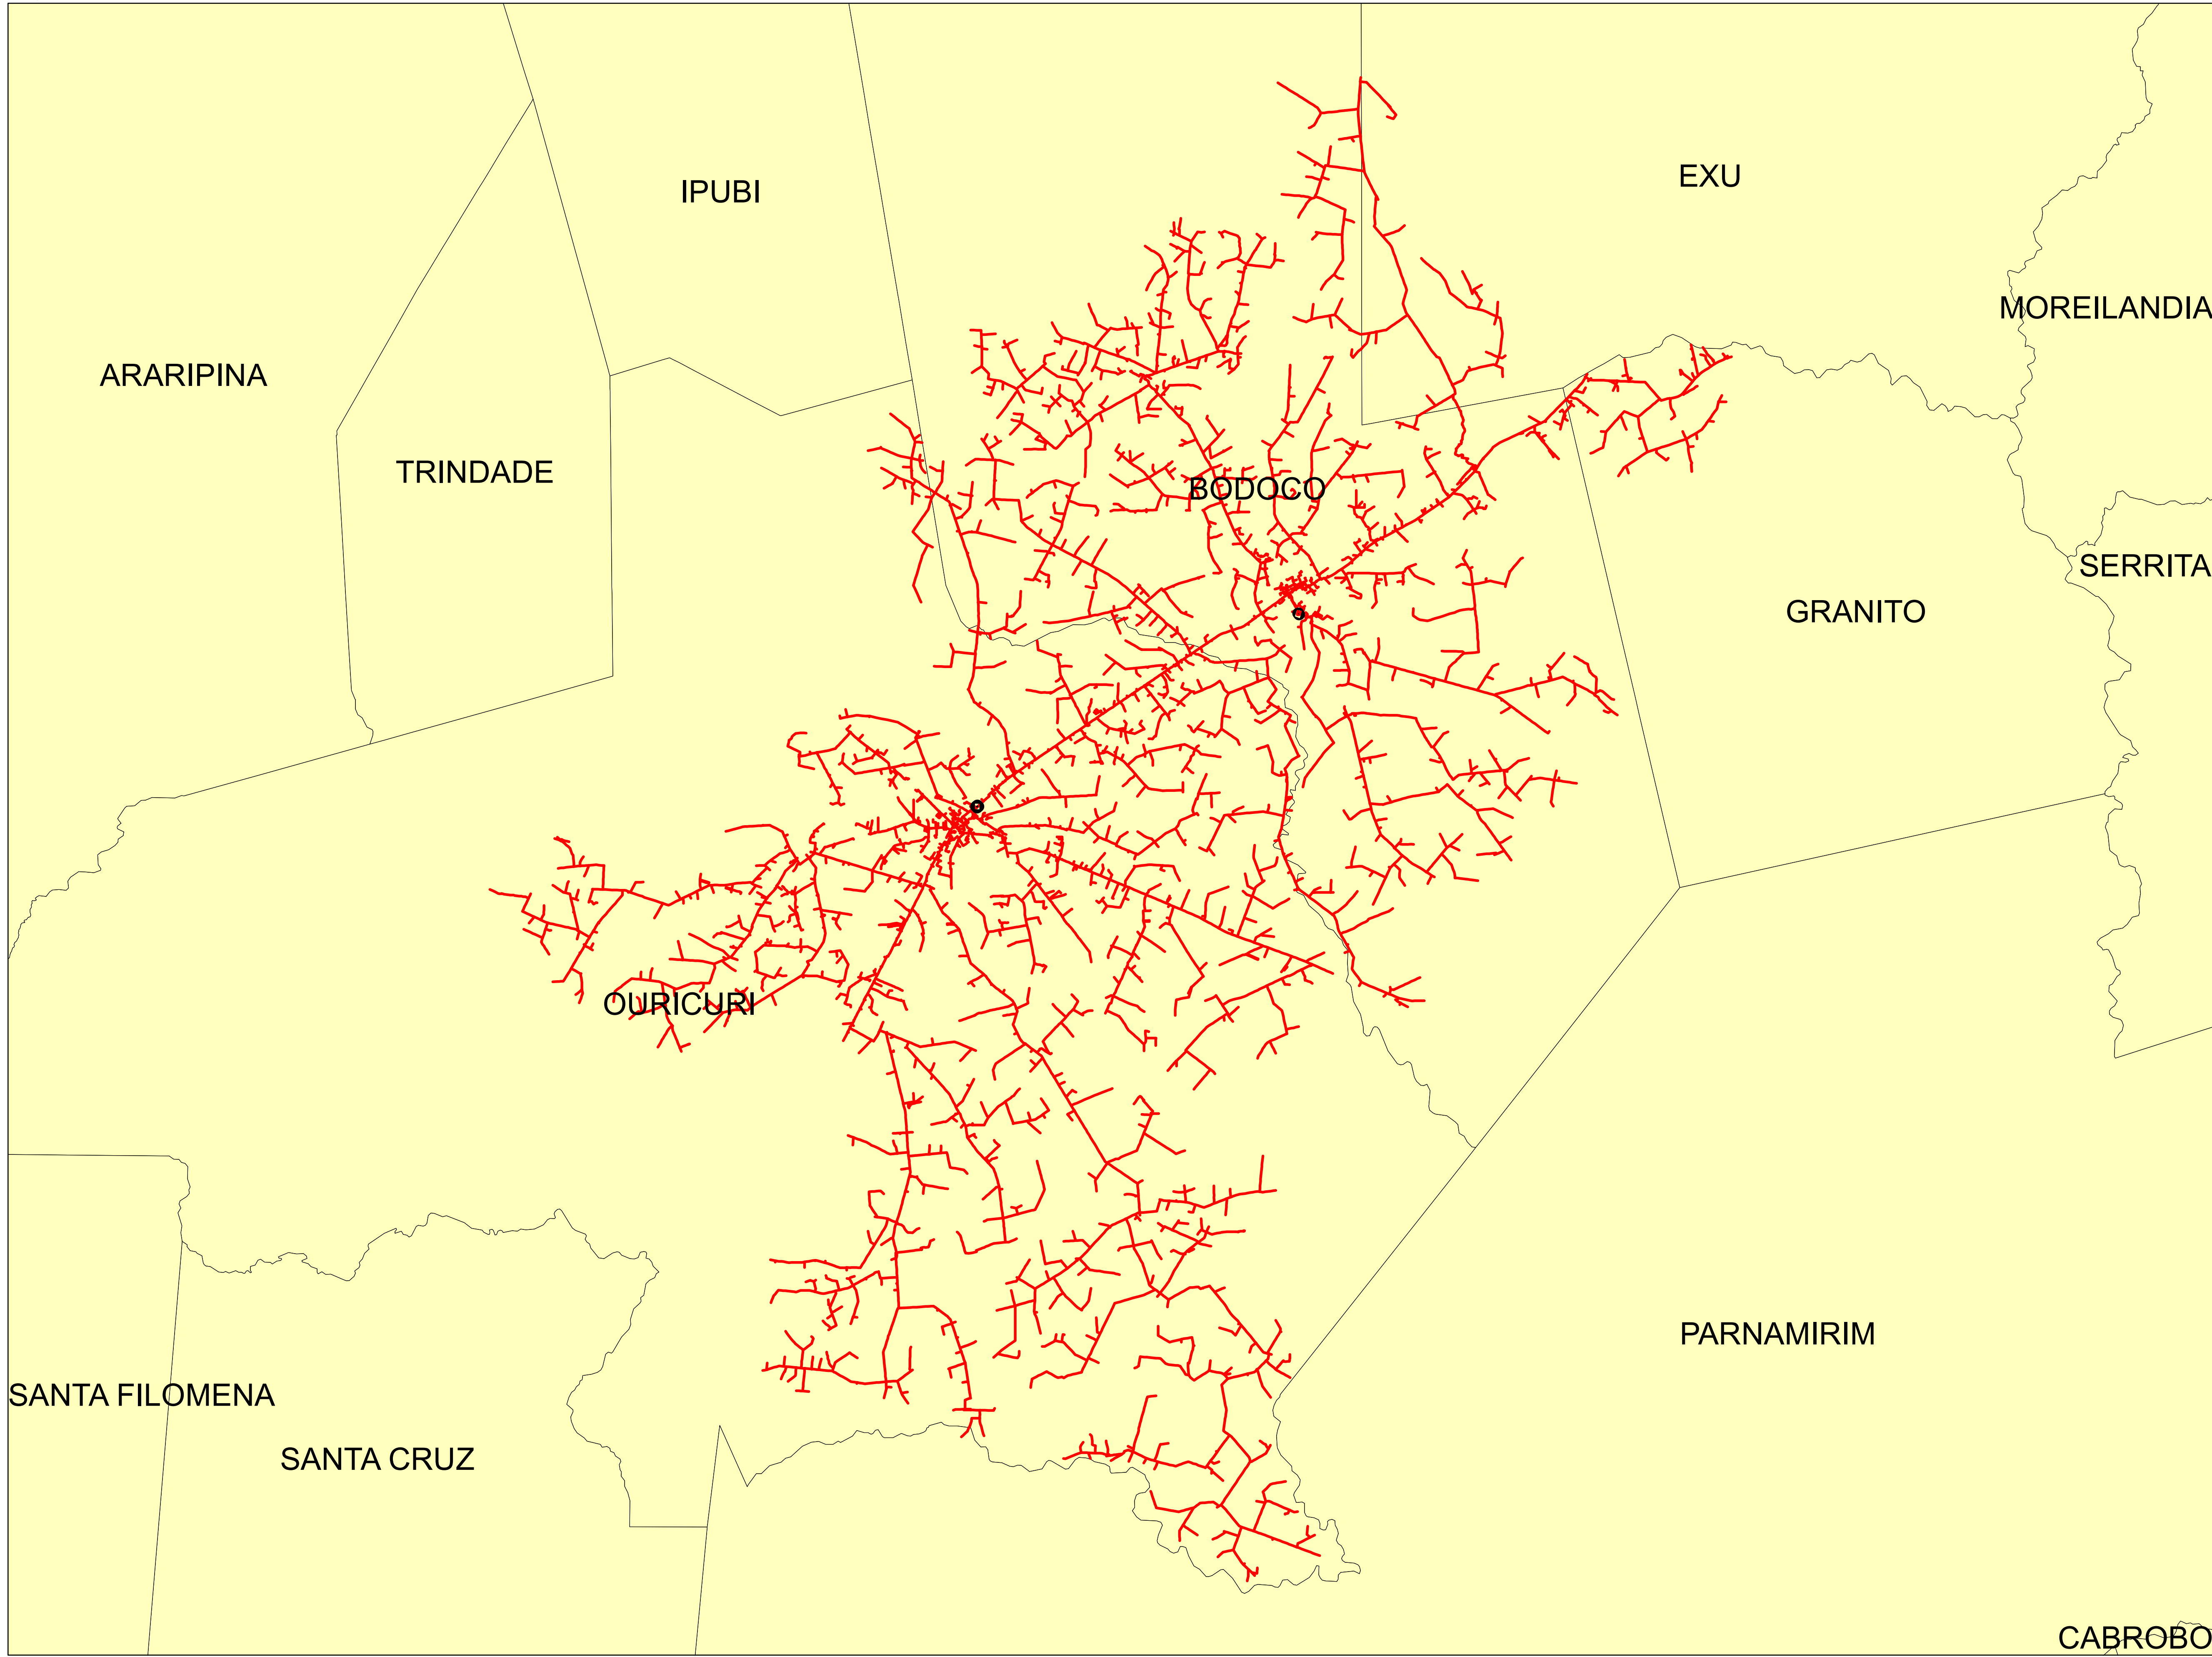 EXU
IPUBI
MOREILANDIA
ARARIPINA
TRINDADE
BODOCO
SERRITA
GRANITO
OURICURI
PARNAMIRIM
SANTA FILOMENA
SANTA CRUZ
CABROBO